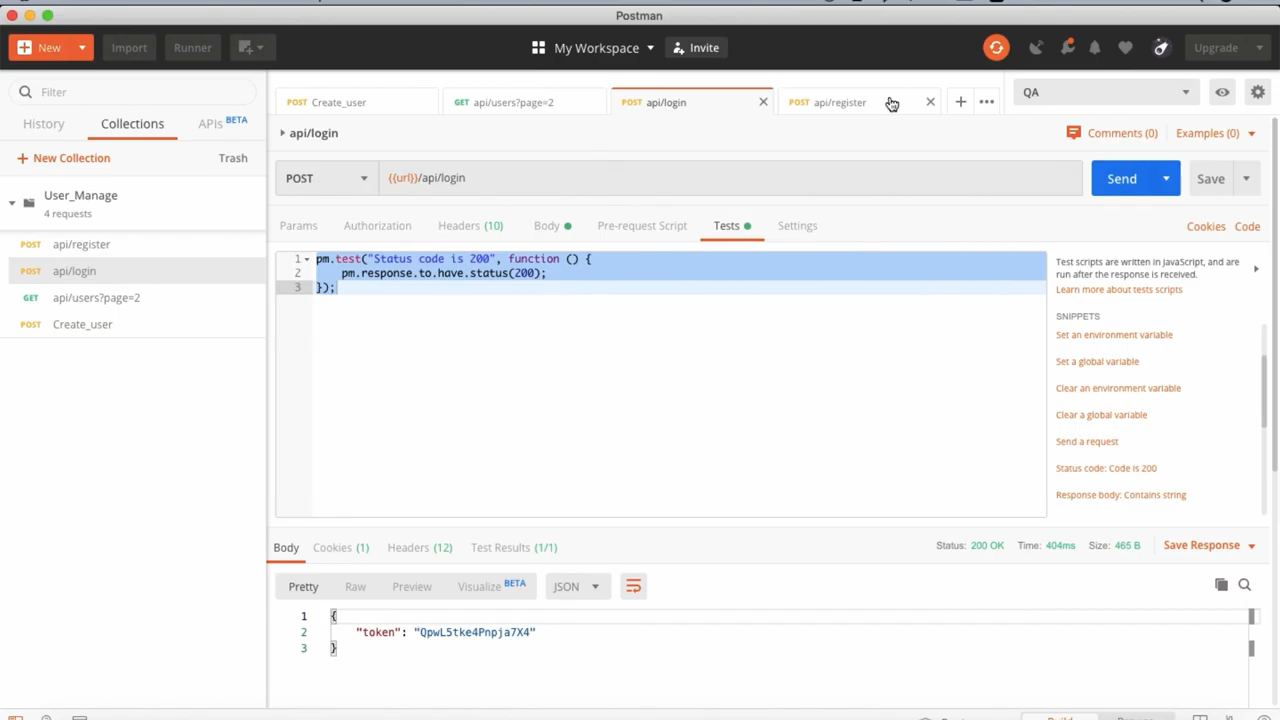 Postman
New
Import
Runner
My Workspace
Invite
Upgrade
Filter
History
Collections
APIs BETA
New Collection
Trash
User_Manage
4 requests
POST api/register
POST api/login
GET api/users?page=2
POST Create_user
POST Create_user
GET api/users?page=2
POST api/login
POST api/register
QA
api/login
Comments (0)
Examples (0)
POST
{{url}}/api/login
Send
Save
Params
Authorization
Headers (10)
Body
Pre-request Script
Tests
Settings
Cookies
Code
1 pm.test("Status code is 200", function () {
2 pm.response.to.have.status(200);
3 });
Test scripts are written in JavaScript, and are
run after the response is received.
Learn more about tests scripts
SNIPPETS
Set an environment variable
Set a global variable
Clear an environment variable
Clear a global variable
Send a request
Status code: Code is 200
Response body: Contains string
Body
Cookies (1)
Headers (12)
Test Results (1/1)
Status: 200 OK
Time: 404ms
Size: 465 B
Save Response
Pretty
Raw
Preview
Visualize BETA
JSON
1 {
2 "token": "QpwL5tke4Pnpja7X4"
3 }